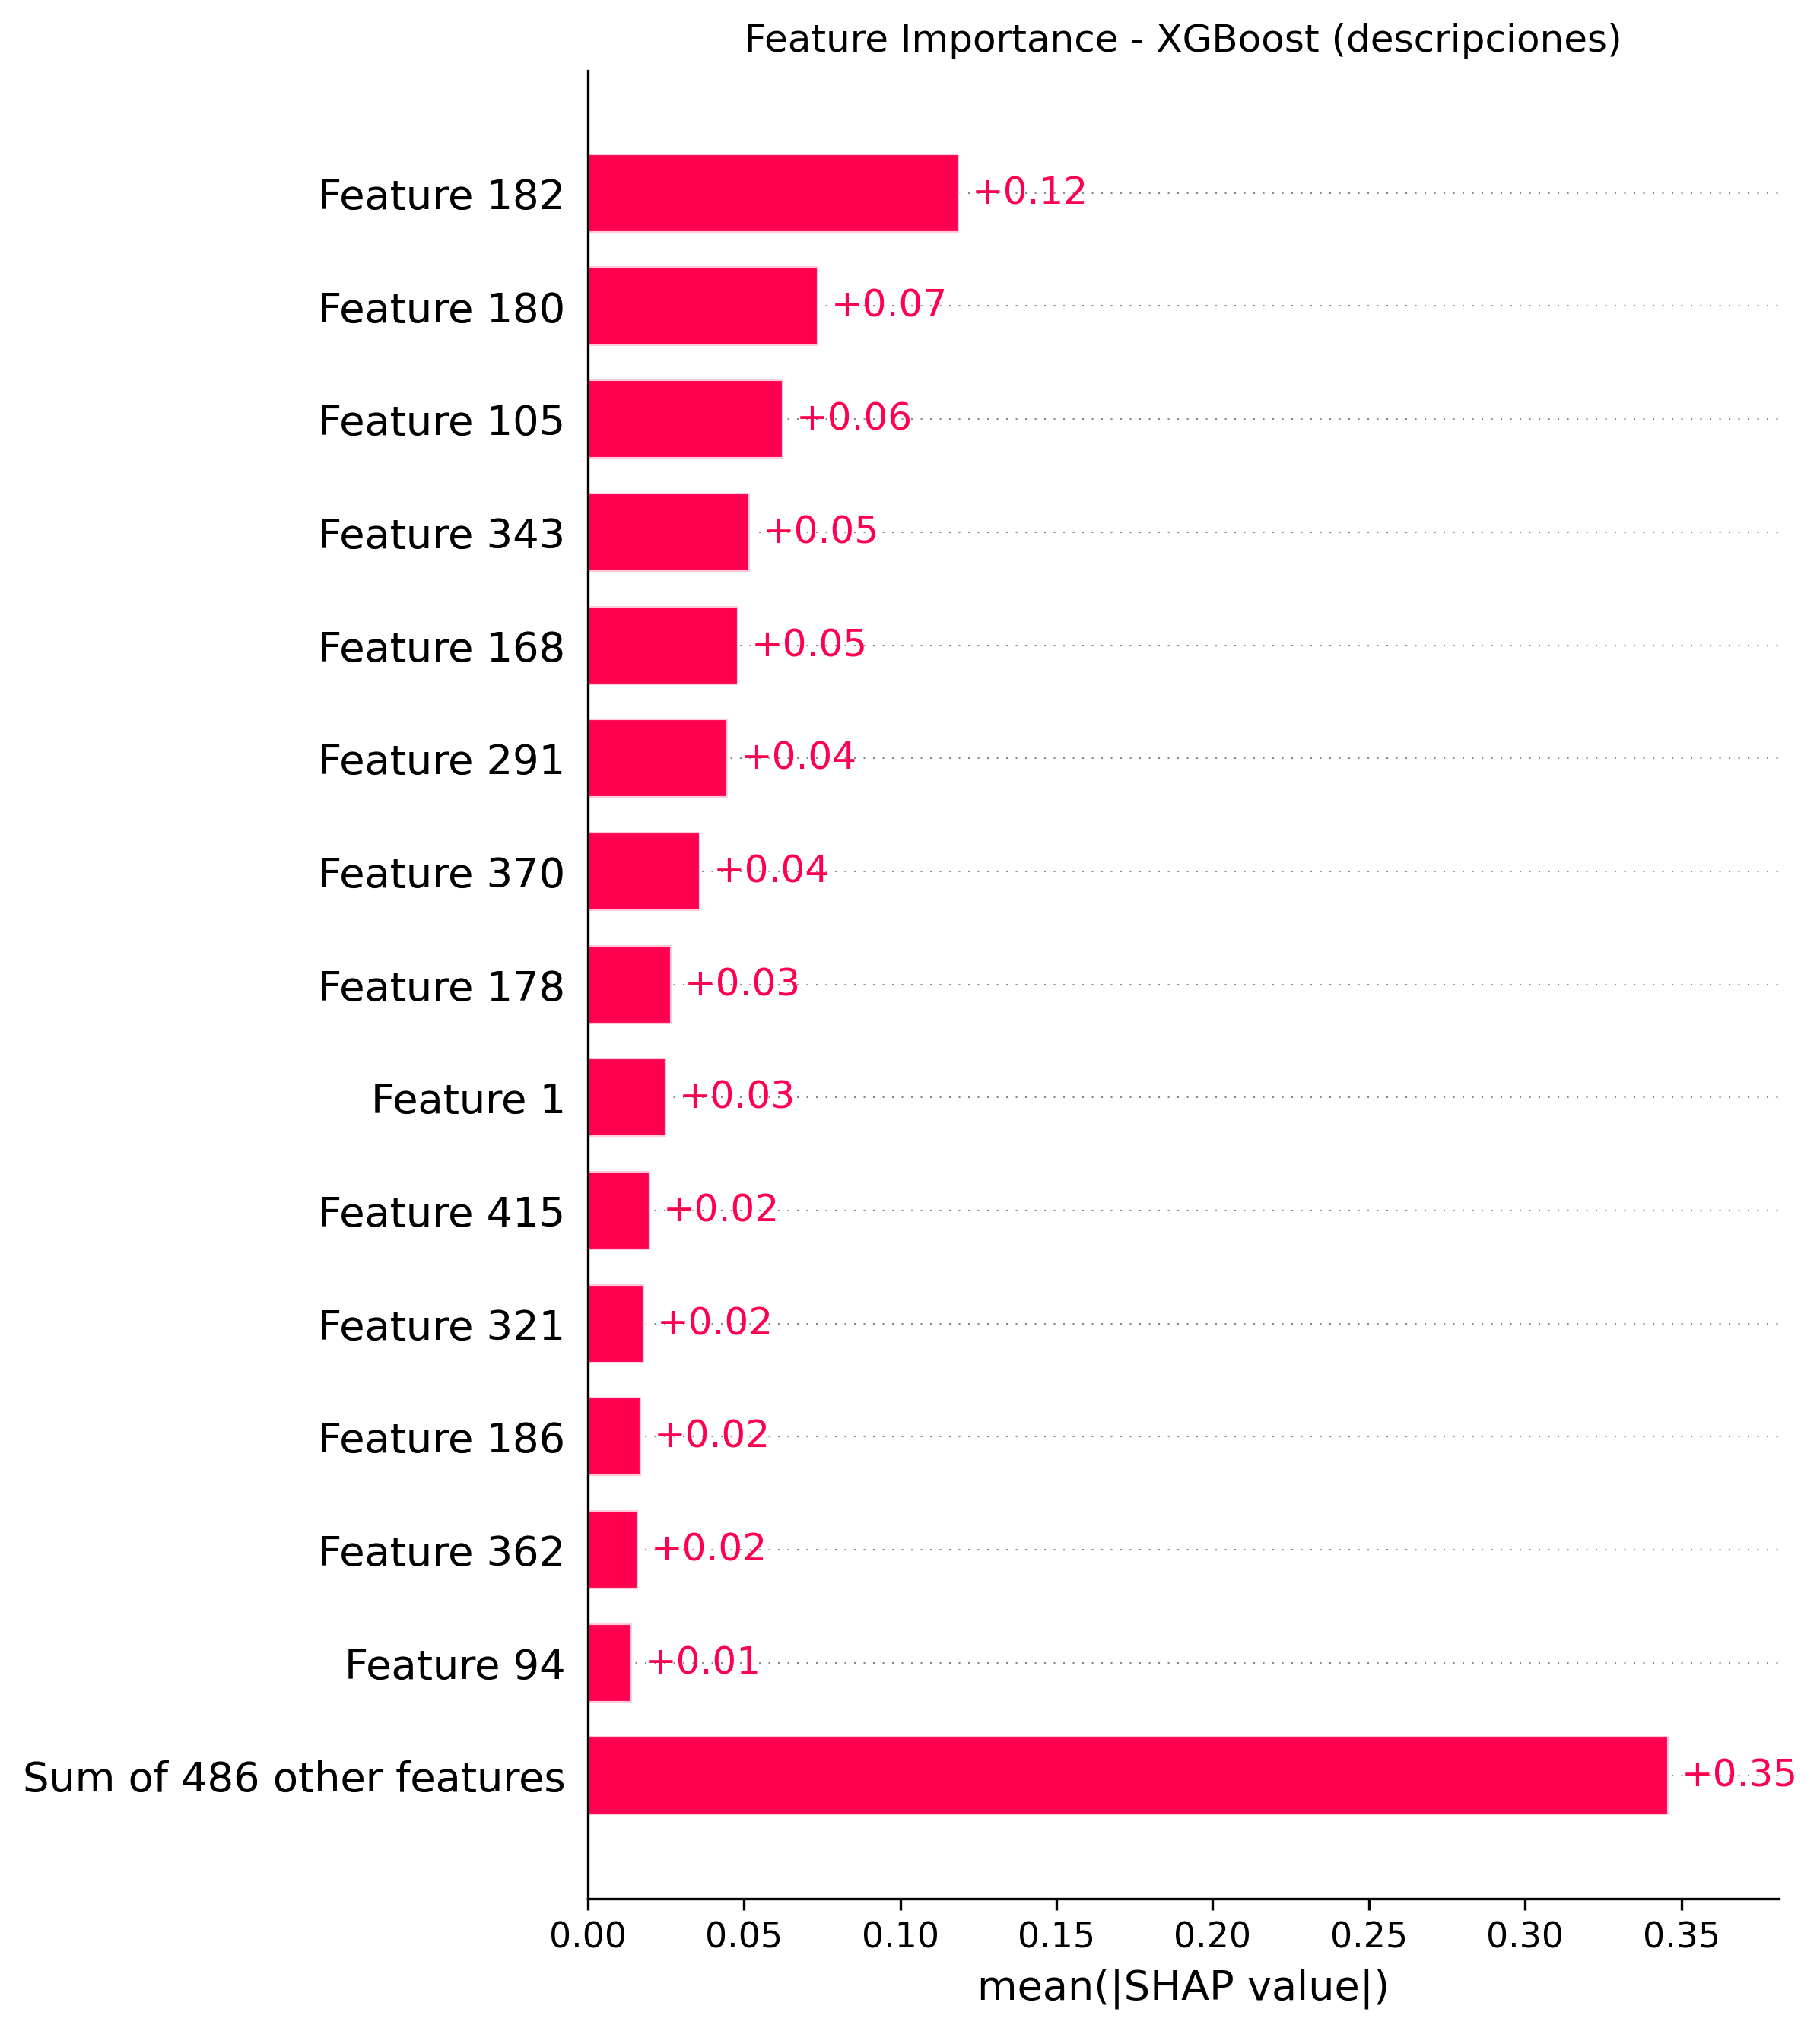 Feature Importance - XGBoost (descripciones)
Feature 182 +0.12
Feature 180 +0.07
Feature 105 +0.06
Feature 343 +0.05
Feature 168 +0.05
Feature 291 +0.04
Feature 370 +0.04
Feature 178 +0.03
Feature 1 +0.03
Feature 415 +0.02
Feature 321 +0.02
Feature 186 +0.02
Feature 362 +0.02
Feature 94 +0.01
Sum of 486 other features +0.35
0.00 0.05 0.10 0.15 0.20 0.25 0.30 0.35
mean(|SHAP value|)